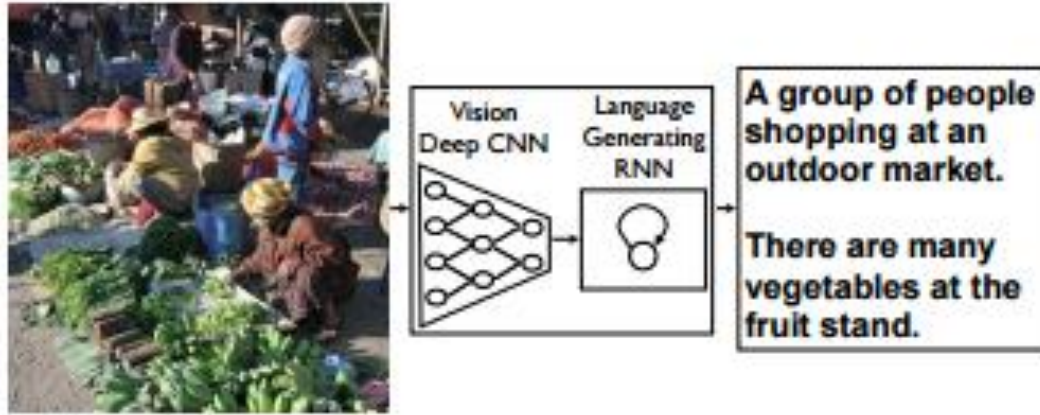 Vision
Deep CNN
Language
Generating
RNN
A group of people
shopping at an
outdoor market.
There are many
vegetables at the
fruit stand.